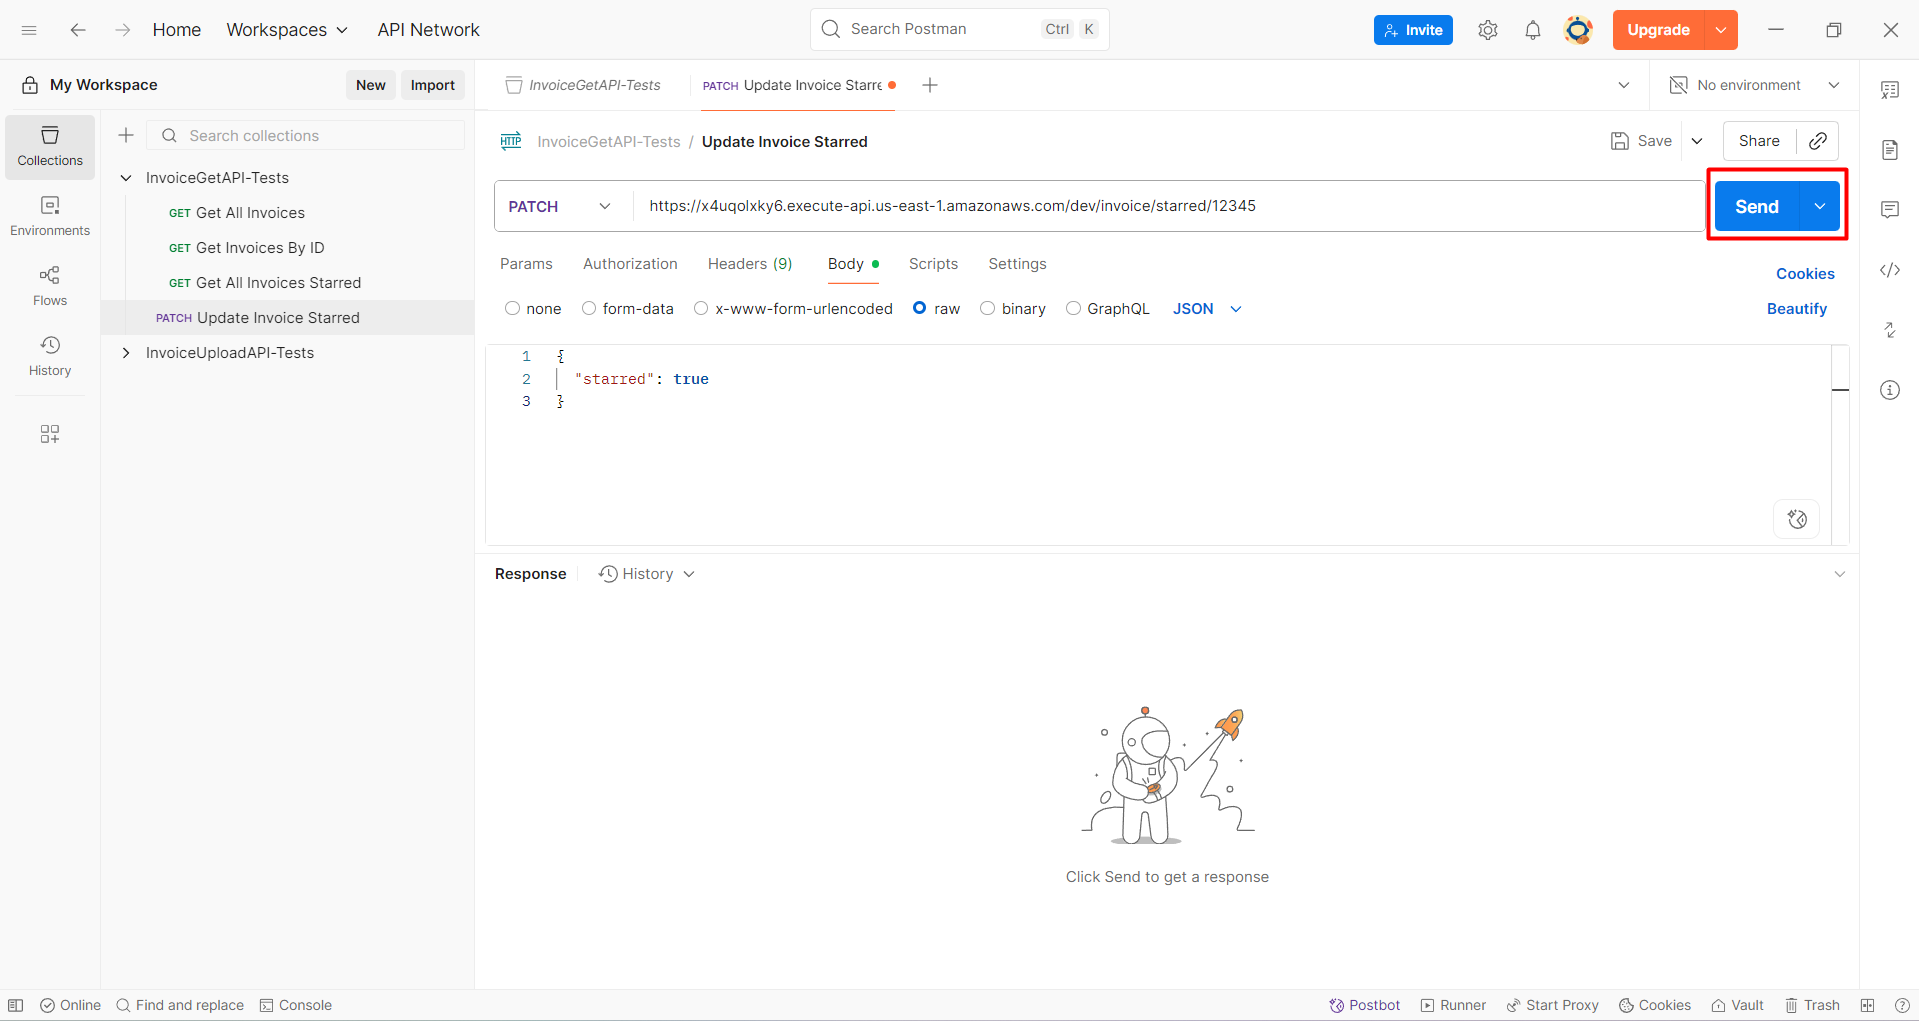 Home Workspaces API Network Search Postman Ctrl K Invite Upgrade
My Workspace New Import
InvoiceGetAPI-Tests PATCH Update Invoice Starre No environment
Collections
Environments
Flows
History
Search collections
InvoiceGetAPI-Tests
GET Get All Invoices
GET Get Invoices By ID
GET Get All Invoices Starred
PATCH Update Invoice Starred
InvoiceUploadAPI-Tests
HTTP InvoiceGetAPI-Tests / Update Invoice Starred Save Share
PATCH https://x4uqolxky6.execute-api.us-east-1.amazonaws.com/dev/invoice/starred/12345 Send
Params Authorization Headers (9) Body Scripts Settings Cookies
none form-data x-www-form-urlencoded raw binary GraphQL JSON Beautify
1 {
2 "starred": true
3 }
Response History
Click Send to get a response
Online Find and replace Console Postbot Runner Start Proxy Cookies Vault Trash